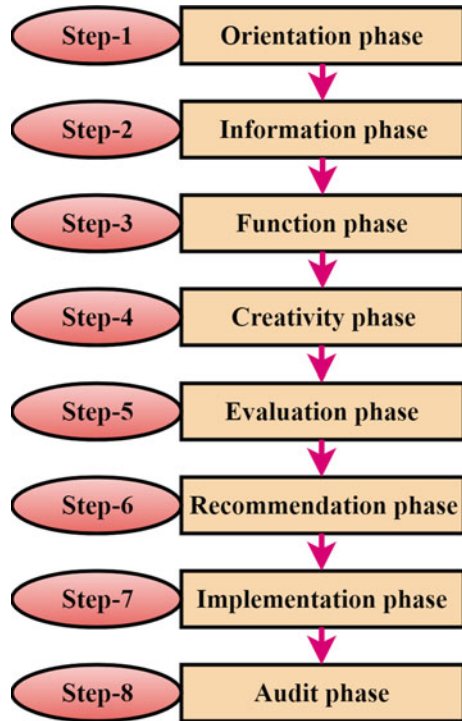 Step-1 Orientation phase
Step-2 Information phase
Step-3 Function phase
Step-4 Creativity phase
Step-5 Evaluation phase
Step-6 Recommendation phase
Step-7 Implementation phase
Step-8 Audit phase